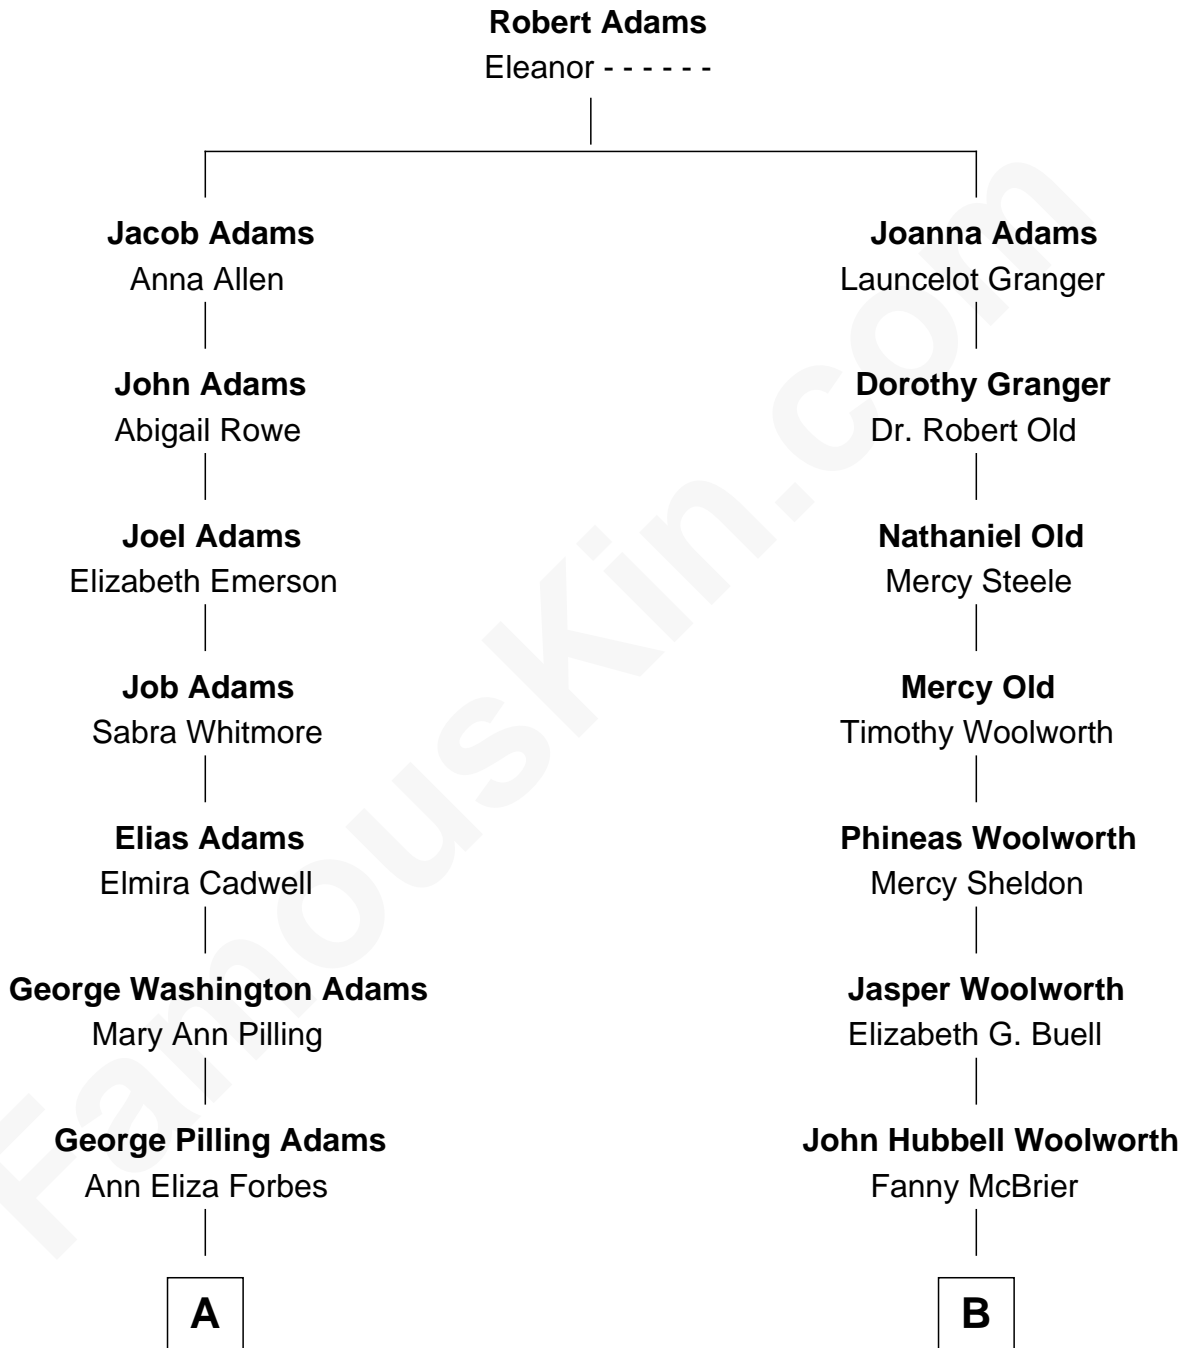 Robert Adams
Eleanor - - - - - -
Jacob Adams
Anna Allen
Joanna Adams
Launcelot Granger
John Adams
Abigail Rowe
Dorothy Granger
Dr. Robert Old
Joel Adams
Elizabeth Emerson
Nathaniel Old
Mercy Steele
Job Adams
Sabra Whitmore
Mercy Old
Timothy Woolworth
Elias Adams
Elmira Cadwell
Phineas Woolworth
Mercy Sheldon
George Washington Adams
Mary Ann Pilling
Jasper Woolworth
Elizabeth G. Buell
George Pilling Adams
Ann Eliza Forbes
John Hubbell Woolworth
Fanny McBrier
A
B
FamousKin.com